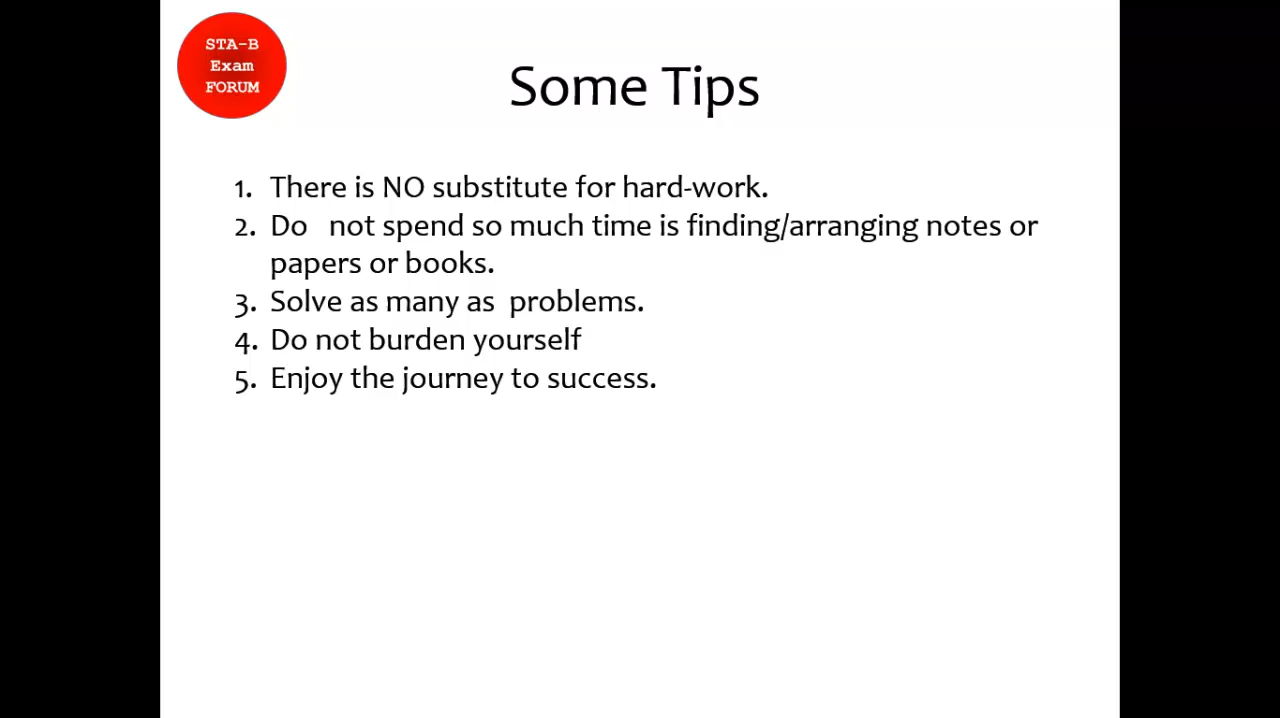 STA-B
Exam
FORUM
Some Tips
1. There is NO substitute for hard-work.
2. Do not spend so much time is finding/arranging notes or
papers or books.
3. Solve as many as problems.
4. Do not burden yourself
5. Enjoy the journey to success.